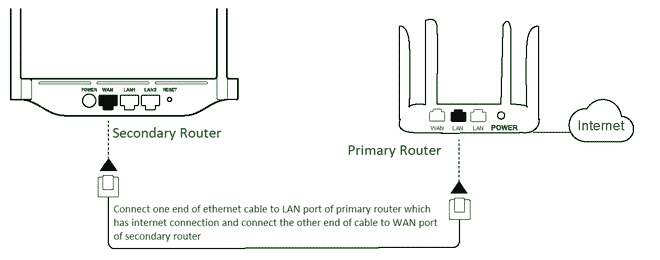 POWER WAN LAN1 LAN2 RESET
Secondary Router
WAN LAN LAN POWER
Internet
Primary Router
Connect one end of ethernet cable to LAN port of primary router which
has internet connection and connect the other end of cable to WAN port
of secondary router